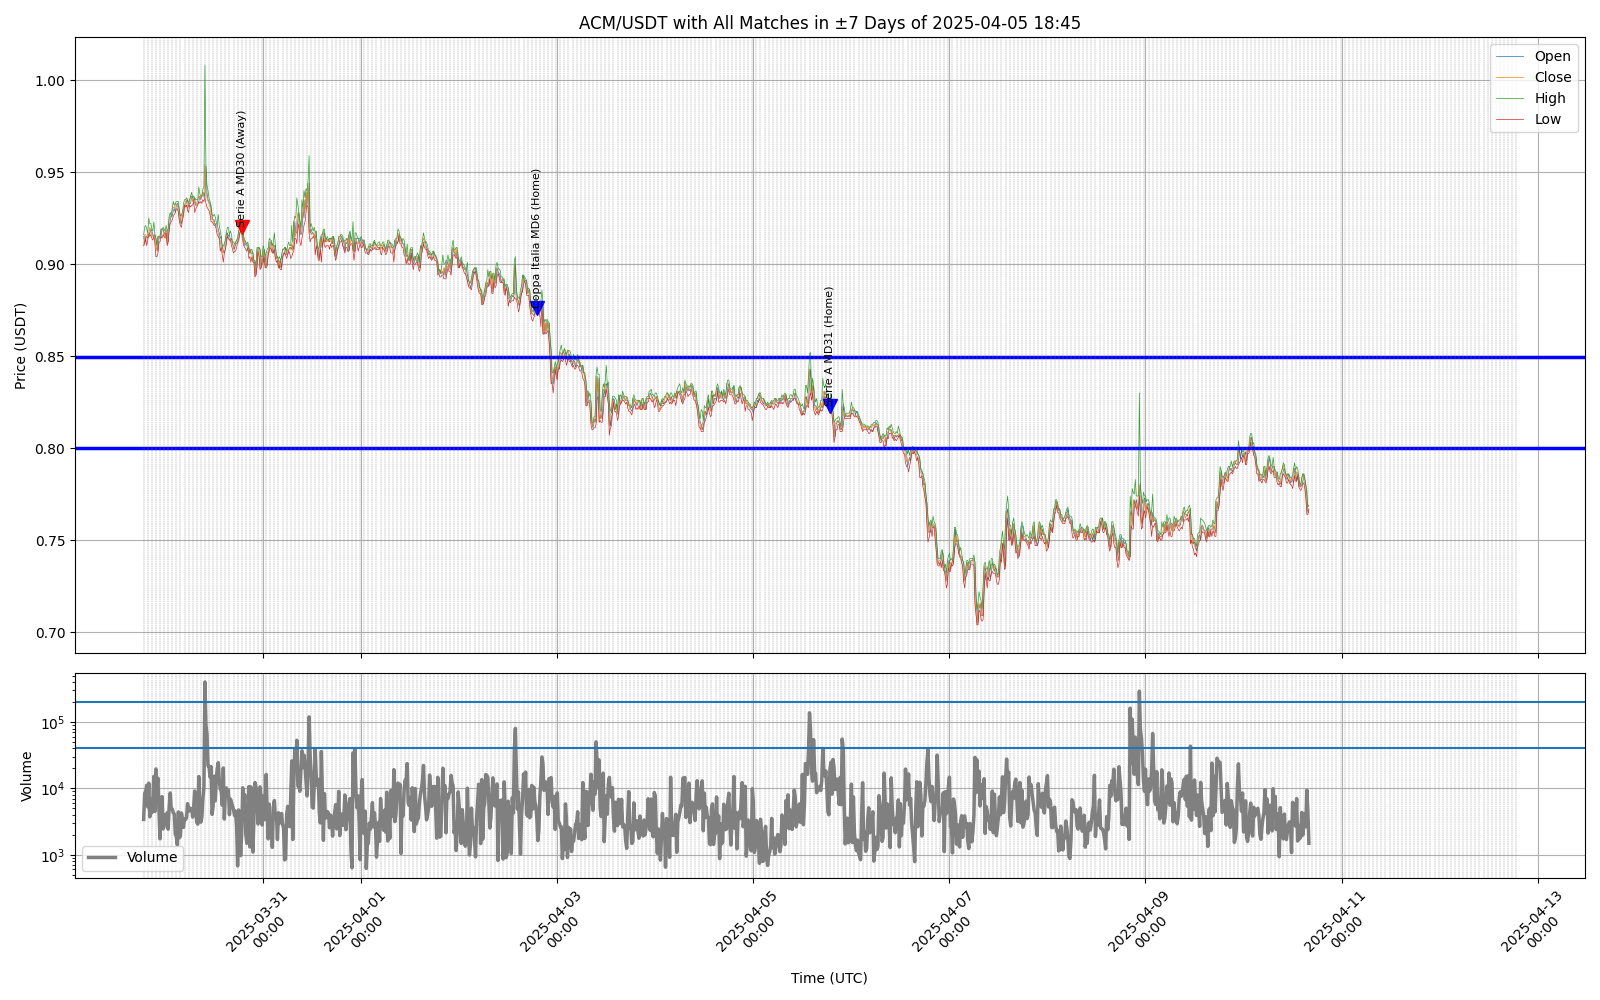 ACM/USDT with All Matches in ±7 Days of 2025-04-05 18:45
Price (USDT)
1.00
0.95
0.90
0.85
0.80
0.75
0.70
Serie A MD30 (Away)
Coppa Italia MD6 (Home)
Serie A MD31 (Home)
Open
Close
High
Low
Volume
10^5
10^4
10^3
Volume
2025-03-31
00:00
2025-04-01
00:00
2025-04-03
00:00
2025-04-05
00:00
2025-04-07
00:00
2025-04-09
00:00
2025-04-11
00:00
2025-04-13
00:00
Time (UTC)